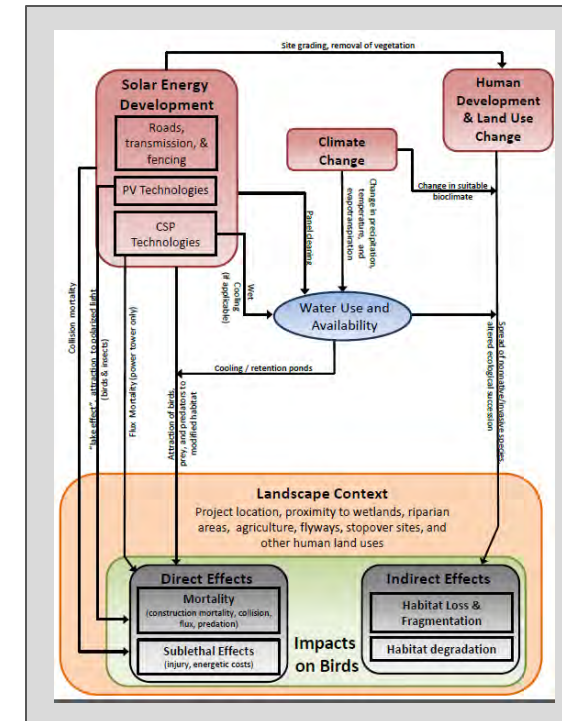 Site grading, removal of vegetation
Solar Energy
Development
Roads,
transmission, &
fencing
PV Technologies
CSP
Technologies
Human
Development
& Land Use
Change
Climate
Change
Change in suitable
bioclimate
Change in precipitation,
temperature, and
evapotranspiration
Panel cleaning
Wet
Cooling
(if applicable)
Water Use and
Availability
Cooling / retention ponds
Collision mortality
"lake effect", attraction to polarized light
(birds & insects)
Flux Mortality (power tower only)
Attraction of birds,
prey, and predators to
modified habitat
Spread of nonnative/invasive species,
altered ecological succession
Landscape Context
Project location, proximity to wetlands, riparian
areas, agriculture, flyways, stopover sites, and
other human land uses
Direct Effects
Mortality
(construction mortality, collision,
flux, predation)
Sublethal Effects
(injury, energetic costs)
Impacts
on Birds
Indirect Effects
Habitat Loss &
Fragmentation
Habitat degradation